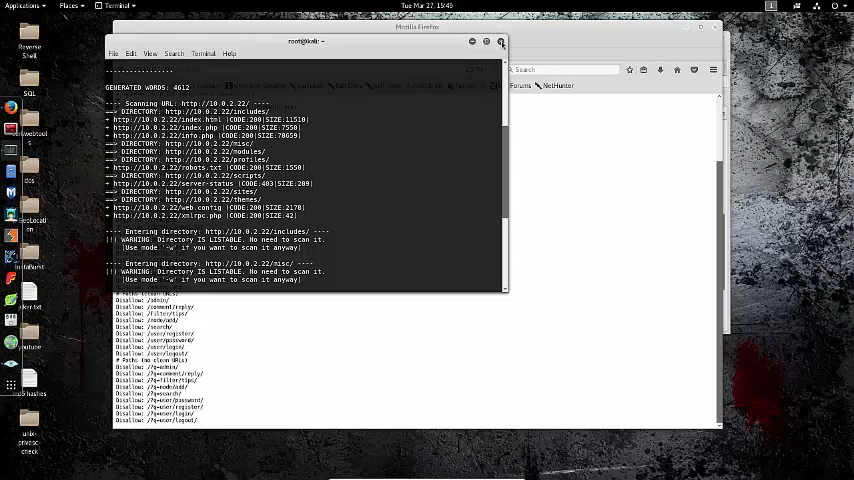 Applications
Places
Terminal
Tue Mar 27, 15:49
1
Mozilla Firefox
root@kali: ~
File Edit View Search Terminal Help
Search
Forums
NetHunter
-----------------
GENERATED WORDS: 4612
---- Scanning URL: http://10.0.2.22/ ----
==> DIRECTORY: http://10.0.2.22/includes/
+ http://10.0.2.22/index.html (CODE:200|SIZE:11510)
+ http://10.0.2.22/index.php (CODE:200|SIZE:7550)
+ http://10.0.2.22/info.php (CODE:200|SIZE:78659)
==> DIRECTORY: http://10.0.2.22/misc/
==> DIRECTORY: http://10.0.2.22/modules/
==> DIRECTORY: http://10.0.2.22/profiles/
+ http://10.0.2.22/robots.txt (CODE:200|SIZE:1550)
==> DIRECTORY: http://10.0.2.22/scripts/
+ http://10.0.2.22/server-status (CODE:403|SIZE:289)
==> DIRECTORY: http://10.0.2.22/sites/
==> DIRECTORY: http://10.0.2.22/themes/
+ http://10.0.2.22/web.config (CODE:200|SIZE:2178)
+ http://10.0.2.22/xmlrpc.php (CODE:200|SIZE:42)
---- Entering directory: http://10.0.2.22/includes/ ----
(!) WARNING: Directory IS LISTABLE. No need to scan it.
(Use mode '-w' if you want to scan it anyway)
---- Entering directory: http://10.0.2.22/misc/ ----
(!) WARNING: Directory IS LISTABLE. No need to scan it.
(Use mode '-w' if you want to scan it anyway)
# Paths (clean URLs)
Disallow: /admin/
Disallow: /comment/reply/
Disallow: /filter/tips/
Disallow: /node/add/
Disallow: /search/
Disallow: /user/register/
Disallow: /user/password/
Disallow: /user/login/
Disallow: /user/logout/
# Paths (no clean URLs)
Disallow: /?q=admin/
Disallow: /?q=comment/reply/
Disallow: /?q=filter/tips/
Disallow: /?q=node/add/
Disallow: /?q=search/
Disallow: /?q=user/password/
Disallow: /?q=user/register/
Disallow: /?q=user/login/
Disallow: /?q=user/logout/
Reverse
Shell
SQL
dos
InstaBurst
unix-
privesc-
check